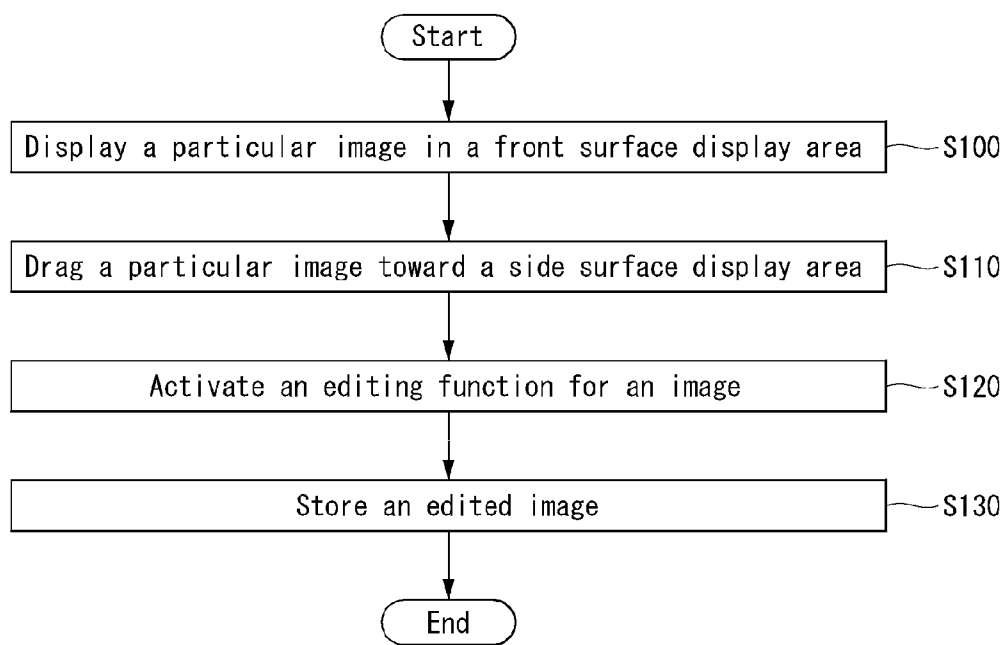 Start
Display a particular image in a front surface display area
S100
Drag a particular image toward a side surface display area
S110
Activate an editing function for an image
S120
Store an edited image
S130
End